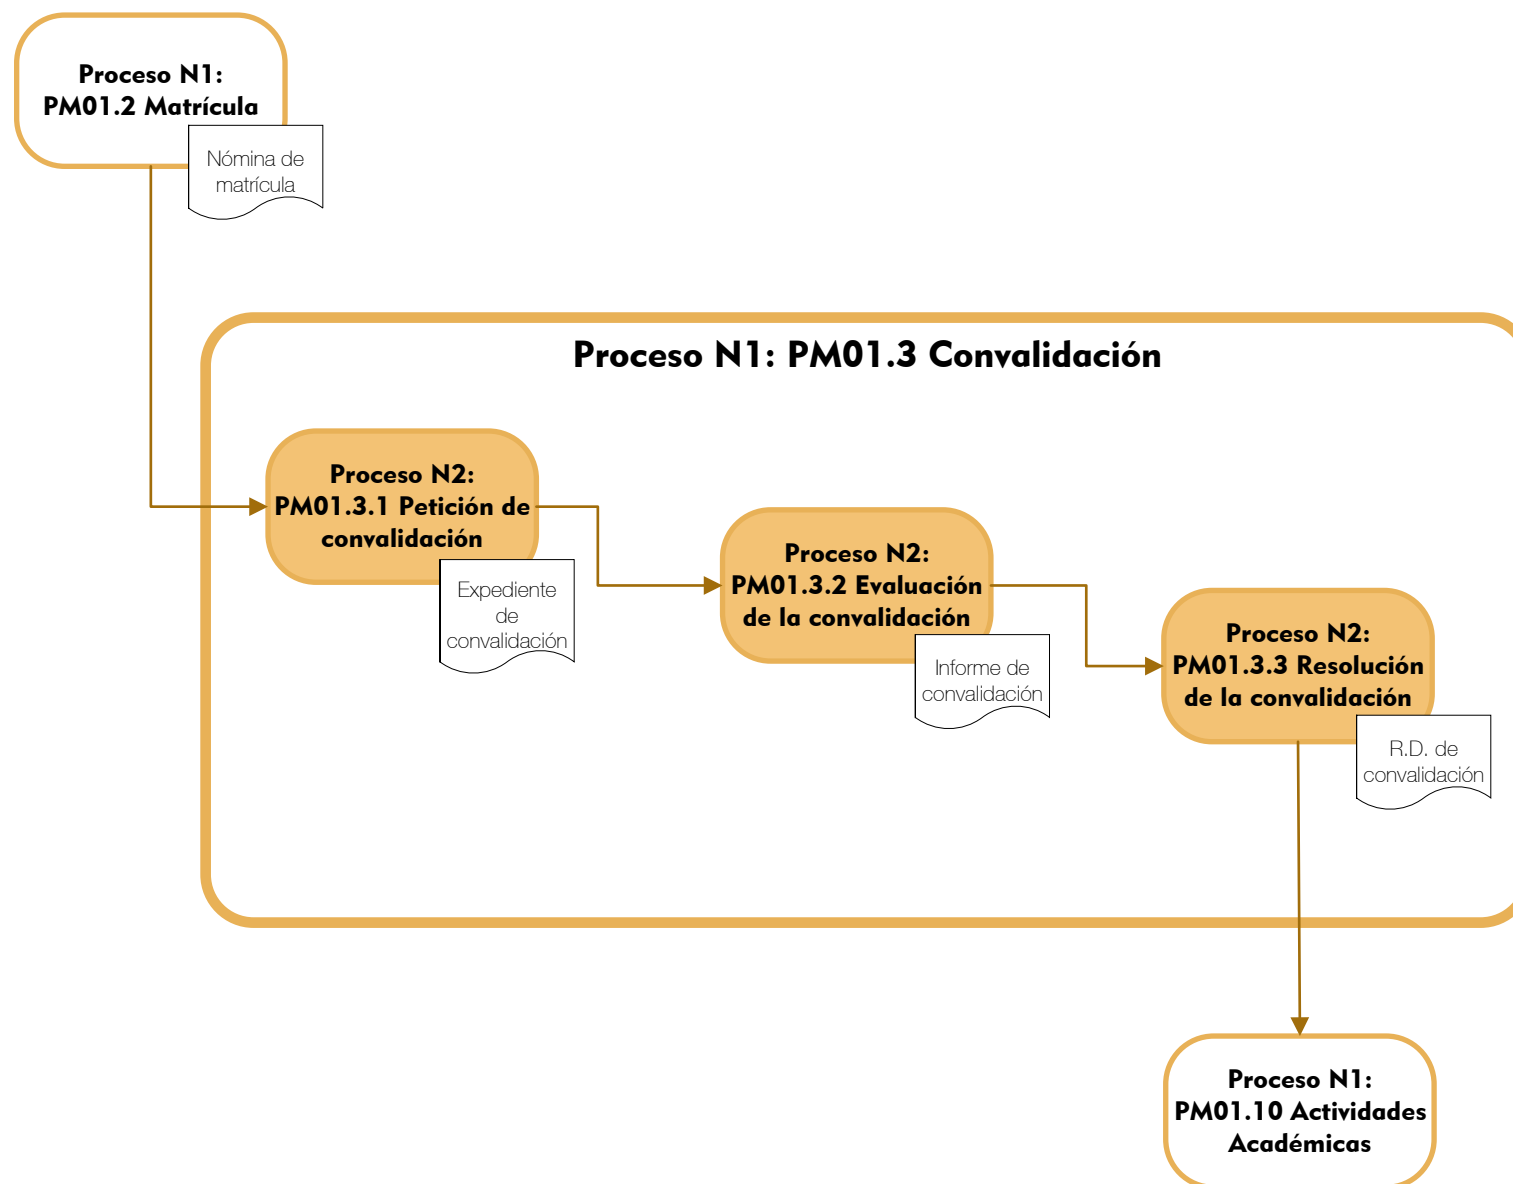 Proceso N1:
PM01.2 Matrícula
Nómina de
matrícula
Proceso N1: PM01.3 Convalidación
Proceso N2:
PM01.3.1 Petición de
convalidación
Expediente
de
convalidación
Proceso N2:
PM01.3.2 Evaluación
de la convalidación
Informe de
convalidación
Proceso N2:
PM01.3.3 Resolución
de la convalidación
R.D. de
convalidación
Proceso N1:
PM01.10 Actividades
Académicas